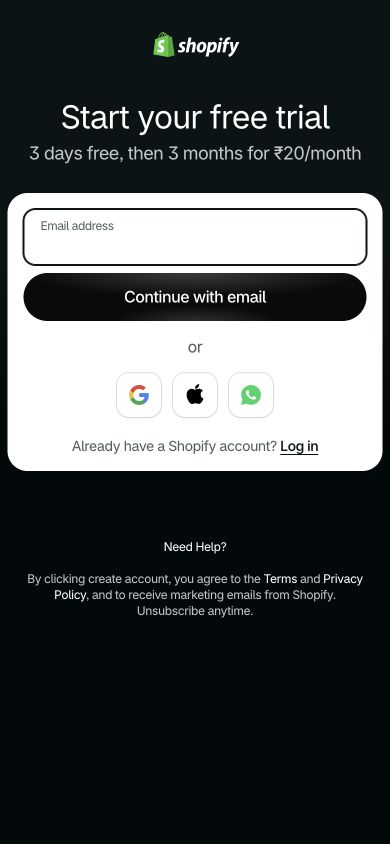 shopify
Start your free trial
3 days free, then 3 months for ₹20/month
Email address
Continue with email
or
Already have a Shopify account? Log in
Need Help?
By clicking create account, you agree to the Terms and Privacy
Policy, and to receive marketing emails from Shopify.
Unsubscribe anytime.